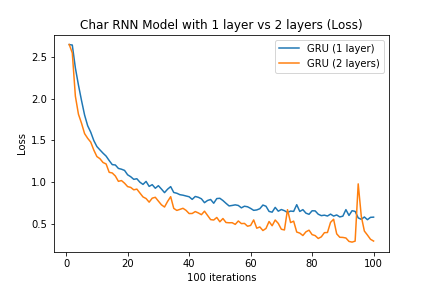 Char RNN Model with 1 layer vs 2 layers (Loss)
GRU (1 layer)
GRU (2 layers)
2.5
2.0
1.5
1.0
0.5
Loss
0 20 40 60 80 100
100 iterations